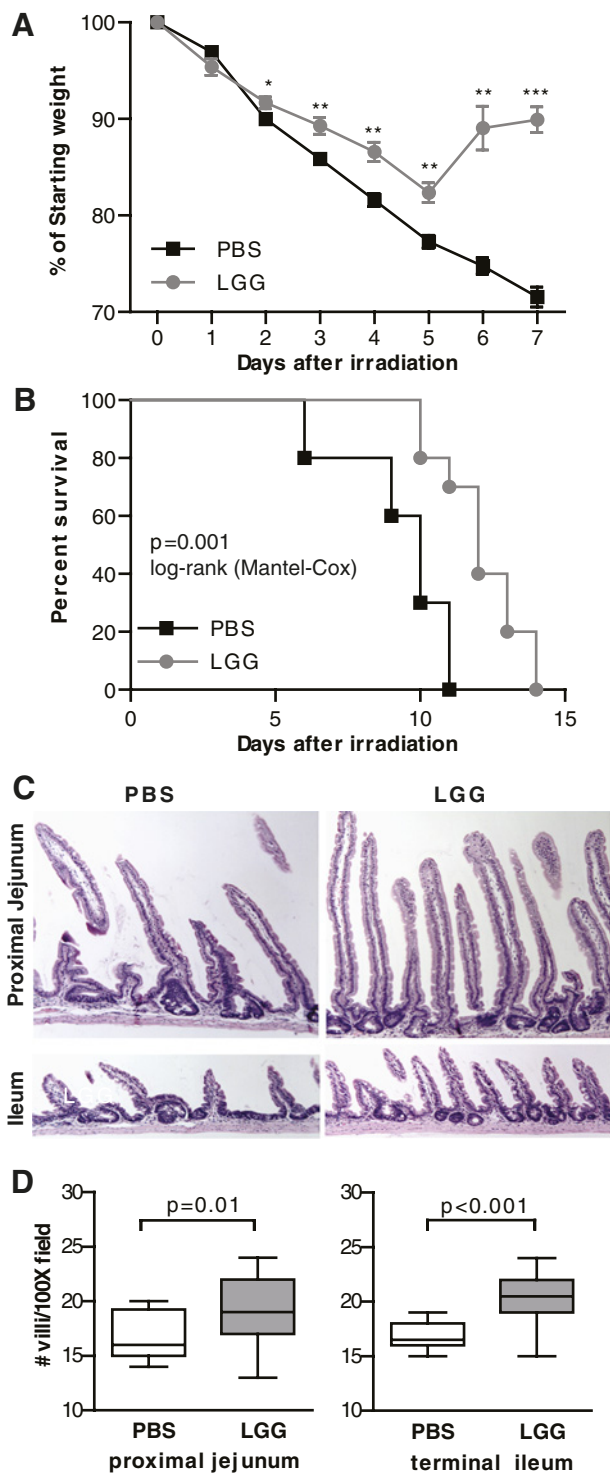 A
100
90
80
70
% of Starting weight
*
**
**
**
**
***
PBS
LGG
0 1 2 3 4 5 6 7
Days after irradiation
B
100
80
60
40
20
0
Percent survival
p=0.001
log-rank (Mantel-Cox)
PBS
LGG
0 5 10 15
Days after irradiation
C
PBS LGG
Proximal Jejunum
Ileum
D
# villi/100X field
30
25
20
15
10
p=0.01
PBS LGG
proximal jejunum
30
25
20
15
10
p<0.001
PBS LGG
terminal ileum